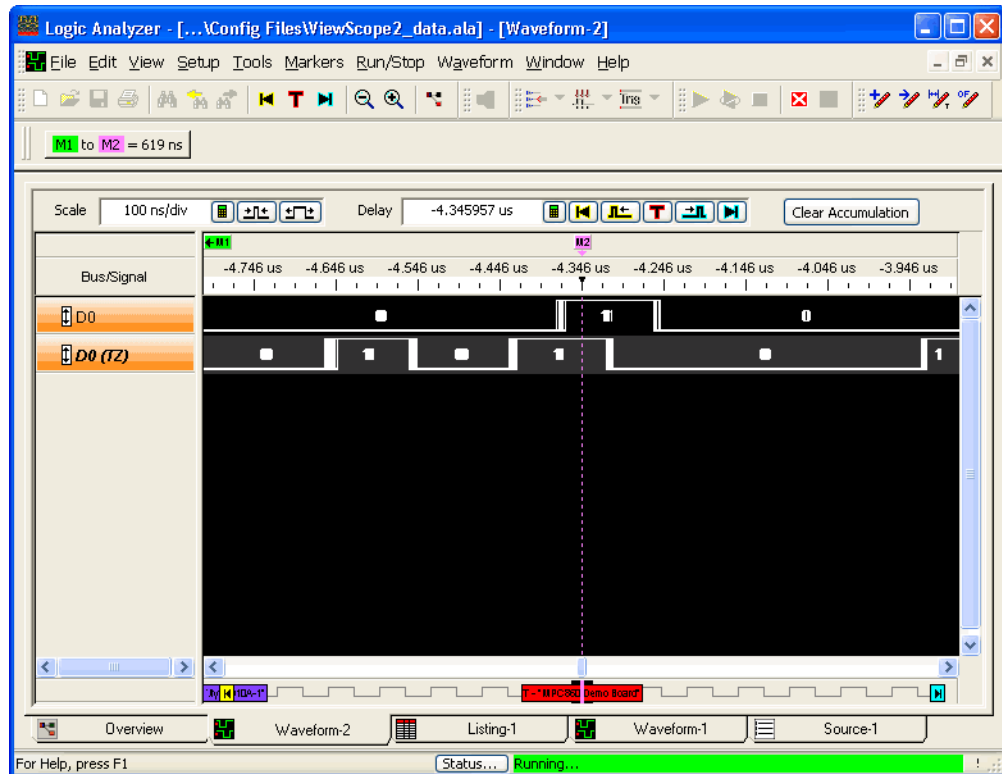 Logic Analyzer - [...\Config Files\ViewScope2_data.ala] - [Waveform-2]
File Edit View Setup Tools Markers Run/Stop Waveform Window Help
T
M1 to M2 = 619 ns
Scale 100 ns/div Delay -4.345957 us T Clear Accumulation
M1 M2
Bus/Signal -4.746 us -4.646 us -4.546 us -4.446 us -4.346 us -4.246 us -4.146 us -4.046 us -3.946 us
D0 0 1 0
D0 (TZ) 0 1 0 1 0 1
T - "MPC860 Demo Board"
Overview Waveform-2 Listing-1 Waveform-1 Source-1
For Help, press F1 Status... Running... !